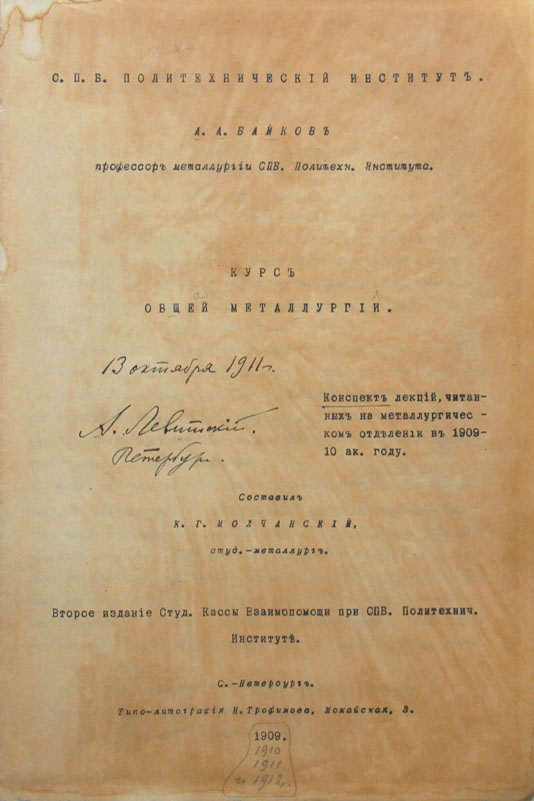 С. П. Б. ПОЛИТЕХНИЧЕСКІЙ ИНСТИТУТЪ.
А. А. БАЙКОВЪ
профессоръ металлургіи СПБ. Политехн. Института.
КУРСЪ
ОБЩЕЙ МЕТАЛЛУРГІИ.
13 октября 1911 г.
Конспектъ лекцій, читан-
ныхъ на металлургичес -
комъ отдѣленіи въ 1909-
10 ак. году.
А. Левитскій.
Петербур..
Составилъ
К. Г. МОЛЧАНСКІЙ,
студ.-металлургъ.
Второе изданіе Студ. Кассы Взаимопомощи при СПБ. Политехнич.
Институтѣ.
С.-Петербургъ.
Типо-литографія Н. Трофимова, Можайская, 3.
1909.
1910
1911
и 1912.